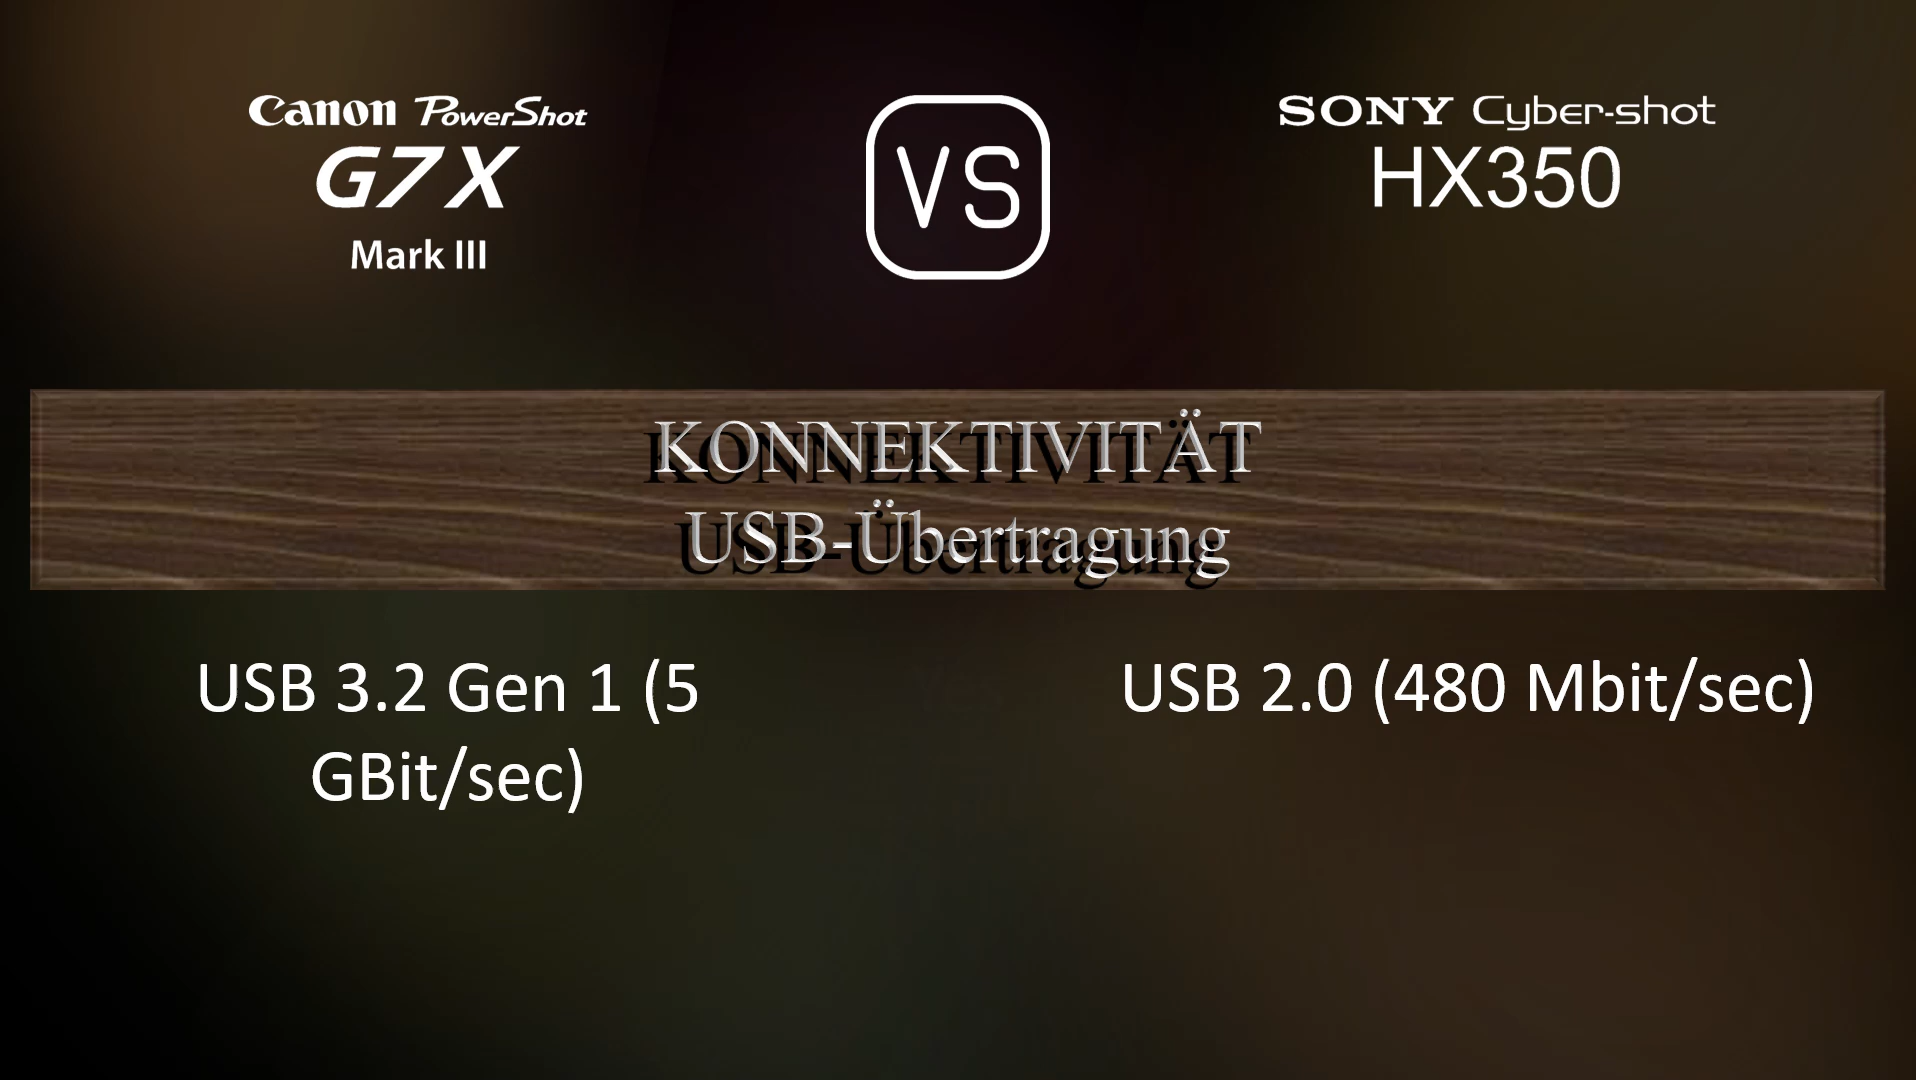 Canon PowerShot
G7 X
Mark III
VS
SONY Cyber-shot
HX350
KONNEKTIVITÄT
USB-Übertragung
USB 3.2 Gen 1 (5
GBit/sec)
USB 2.0 (480 Mbit/sec)